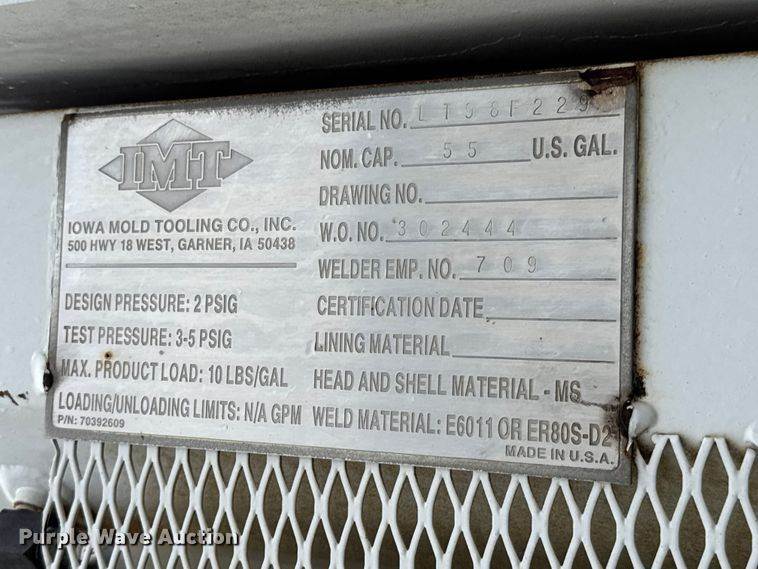 IMT
IOWA MOLD TOOLING CO., INC.
500 HWY 18 WEST, GARNER, IA 50438
DESIGN PRESSURE: 2 PSIG
TEST PRESSURE: 3-5 PSIG
MAX. PRODUCT LOAD: 10 LBS/GAL
LOADING/UNLOADING LIMITS: N/A GPM
P/N: 70392609
SERIAL NO. LT98F229
NOM. CAP. 55 U.S. GAL.
DRAWING NO.
W.O. NO. 302444
WELDER EMP. NO. 709
CERTIFICATION DATE
LINING MATERIAL
HEAD AND SHELL MATERIAL - MS
WELD MATERIAL: E6011 OR ER80S-D2
MADE IN U.S.A.
Purple Wave Auction